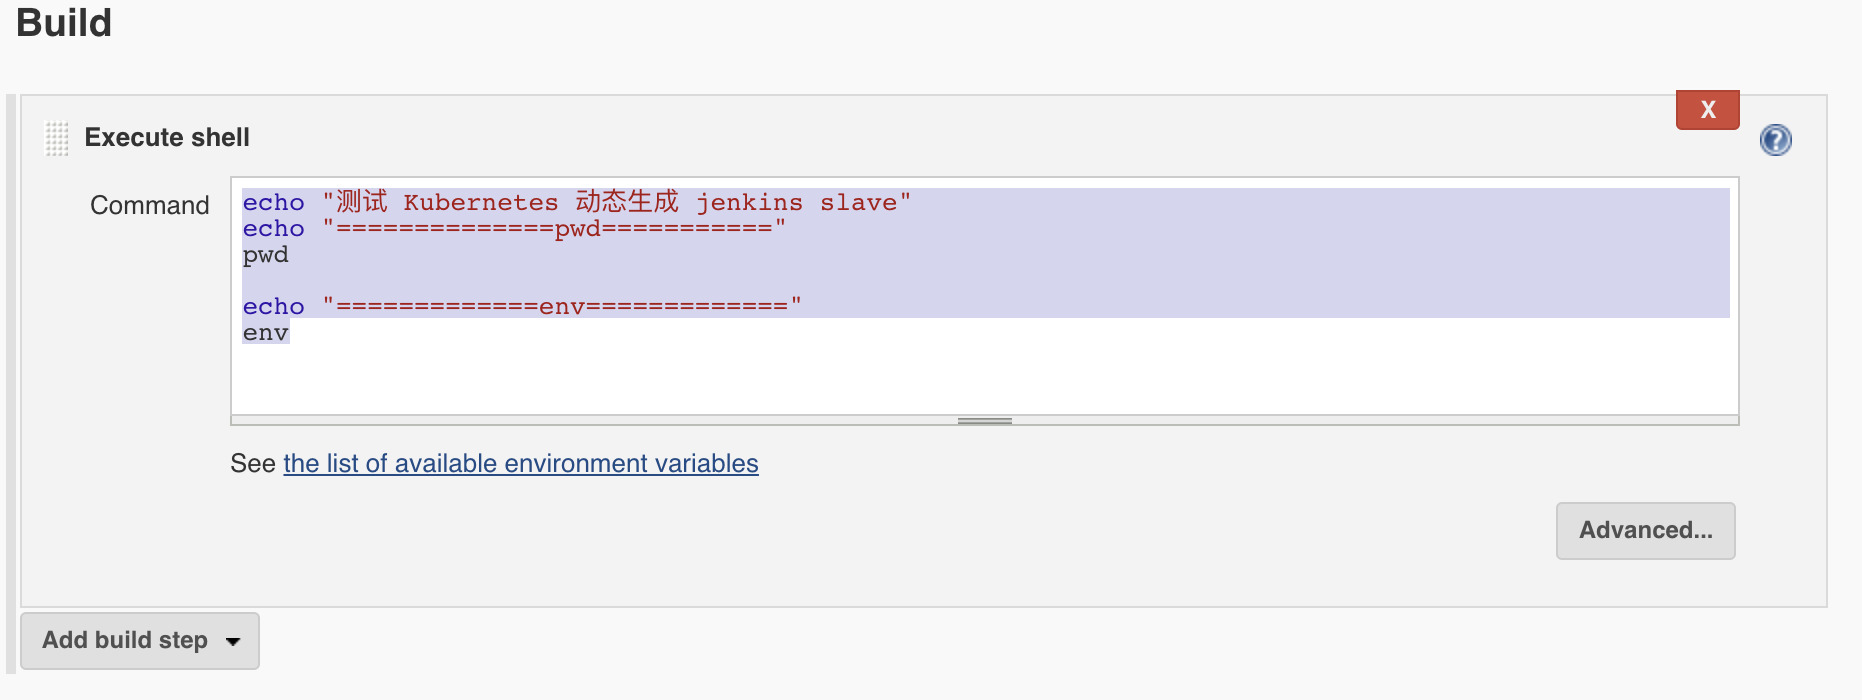 Build
X
Execute shell
?
Command
echo "测试 Kubernetes 动态生成 jenkins slave"
echo "==============pwd==========="
pwd
echo "=============env============="
env
See the list of available environment variables
Advanced...
Add build step